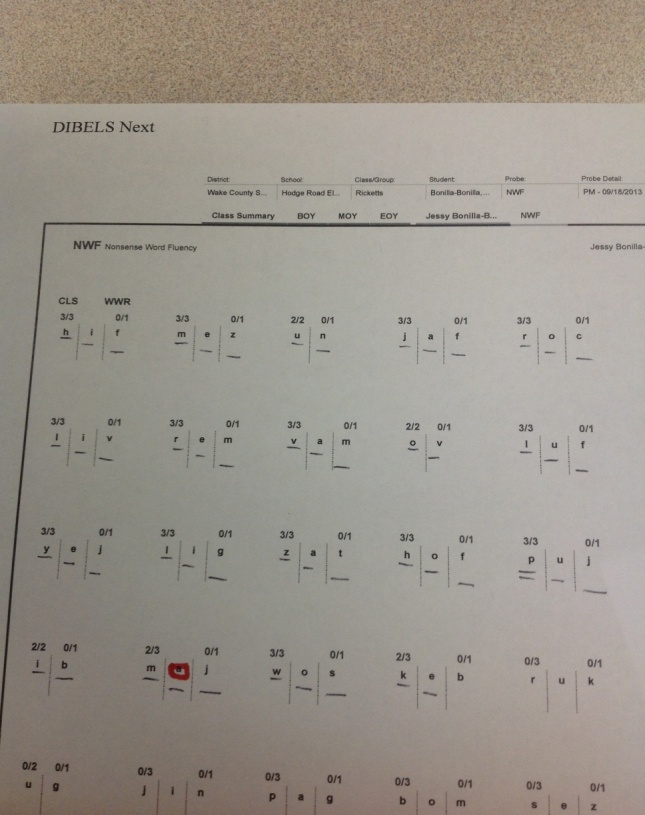 DIBELS Next
District: School: Class/Group: Student: Probe: Probe Detail:
Wake County S... Hodge Road El... Ricketts Bonilla-Bonilla,... NWF PM - 09/18/2013
Class Summary BOY MOY EOY Jessy Bonilla-B... NWF
NWF Nonsense Word Fluency Jessy Bonilla-
CLS WWR
3/3 0/1 3/3 0/1 2/2 0/1 3/3 0/1 3/3 0/1
h i f m e z u n j a f r o c
3/3 0/1 3/3 0/1 3/3 0/1 2/2 0/1 3/3 0/1
l i v r e m v a m o v l u f
3/3 0/1 3/3 0/1 3/3 0/1 3/3 0/1 3/3 0/1
y e j l i g z a t h o f p u j
2/2 0/1 2/3 0/1 3/3 0/1 2/3 0/1 0/3 0/1
i b m a j w o s k e b r u k
0/2 0/1 0/3 0/1 0/3 0/1 0/3 0/1 0/3 0/1
u g j i n p a g b o m s e z